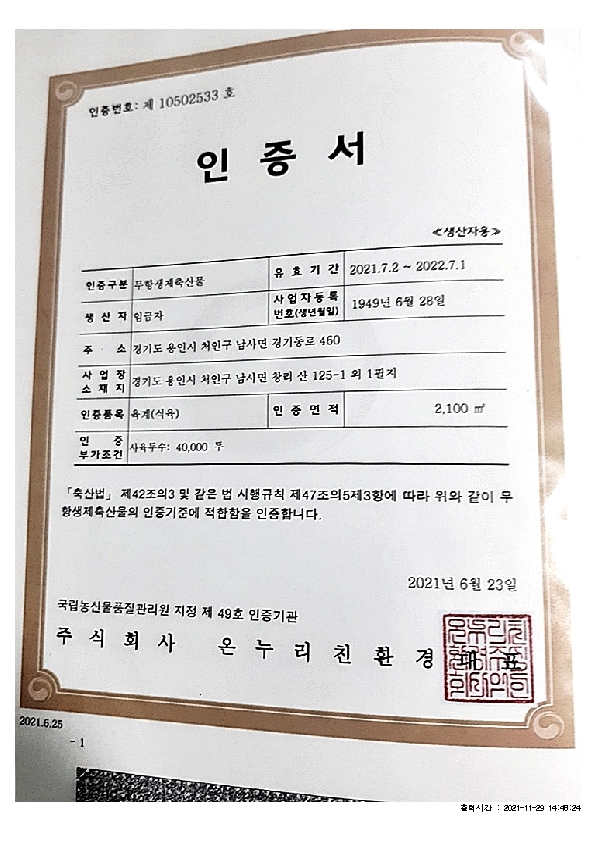 인증번호: 제 10502533 호
인 증 서
≪생산자용≫
인증구분 무항생제축산물 유 효 기 간 2021.7.2 ~ 2022.7.1
생 산 자 임금자 사업자등록번호(생년월일) 1949년 6월 28일
주 소 경기도 용인시 처인구 남사면 경기동로 460
사 업 장 소 재 지 경기도 용인시 처인구 남사면 창리 산 125-1 외 1필지
인증품목 육계(식육) 인 증 면 적 2,100 ㎡
인 증 부가조건 사육두수: 40,000 두
「축산법」 제42조의3 및 같은 법 시행규칙 제47조의5제3항에 따라 위와 같이 무
항생제축산물의 인증기준에 적합함을 인증합니다.
2021년 6월 23일
국립농산물품질관리원 지정 제 49호 인증기관
주 식 회 사 온 누 리 친 환 경 대 표
2021.6.25
- 1
출력시간 : 2021-11-29 14:48:24